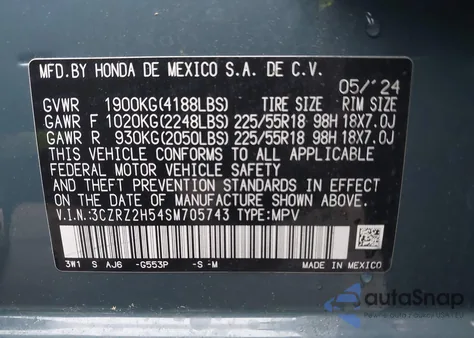 MFD.BY HONDA DE MEXICO S.A. DE C.V.
05/'24
GVWR 1900KG(4188LBS) TIRE SIZE RIM SIZE
GAWR F 1020KG(2248LBS) 225/55R18 98H 18X7.0J
GAWR R 930KG(2050LBS) 225/55R18 98H 18X7.0J
THIS VEHICLE CONFORMS TO ALL APPLICABLE
FEDERAL MOTOR VEHICLE SAFETY
AND THEFT PREVENTION STANDARDS IN EFFECT
ON THE DATE OF MANUFACTURE SHOWN ABOVE.
V.I.N:3CZRZ2H54SM705743 TYPE:MPV
3W1 S AJ6 -G553P -S -M MADE IN MEXICO
autoSnap